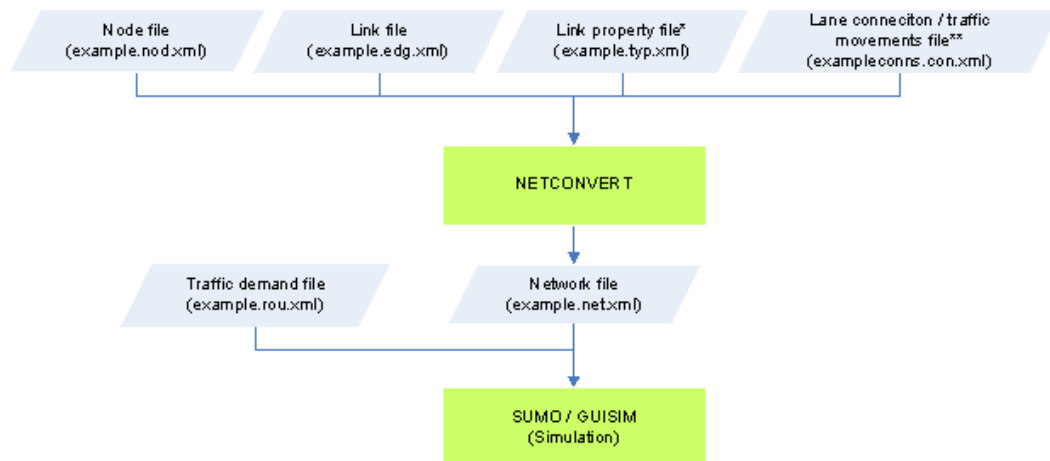 Node file
(example.nod.xml)
Link file
(example.edg.xml)
Link property file*
(example.typ.xml)
Lane conneciton / traffic
movements file**
(exampleconns.con.xml)
NETCONVERT
Traffic demand file
(example.rou.xml)
Network file
(example.net.xml)
SUMO / GUISIM
(Simulation)